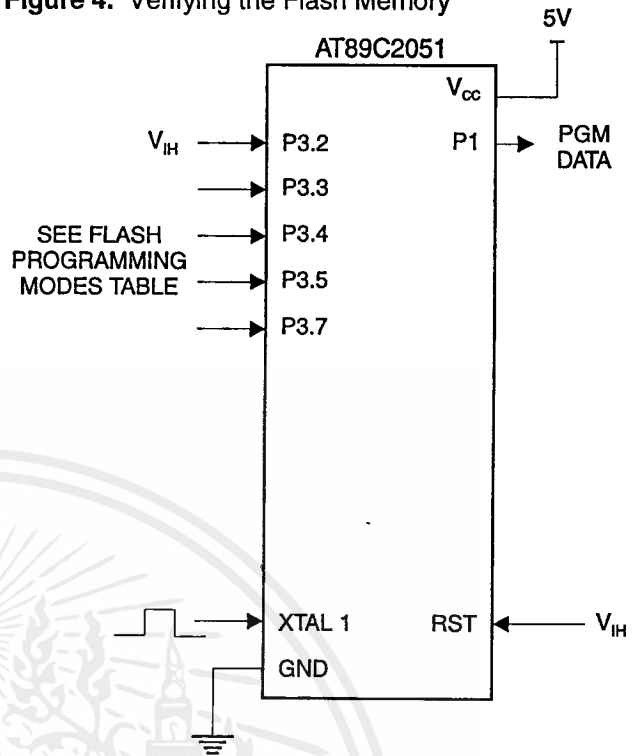 Figure 4. Verifying the Flash Memory
5V
AT89C2051
Vcc
VIH
P3.2
P1
PGM
DATA
P3.3
SEE FLASH
PROGRAMMING
MODES TABLE
P3.4
P3.5
P3.7
XTAL 1
RST
VIH
GND